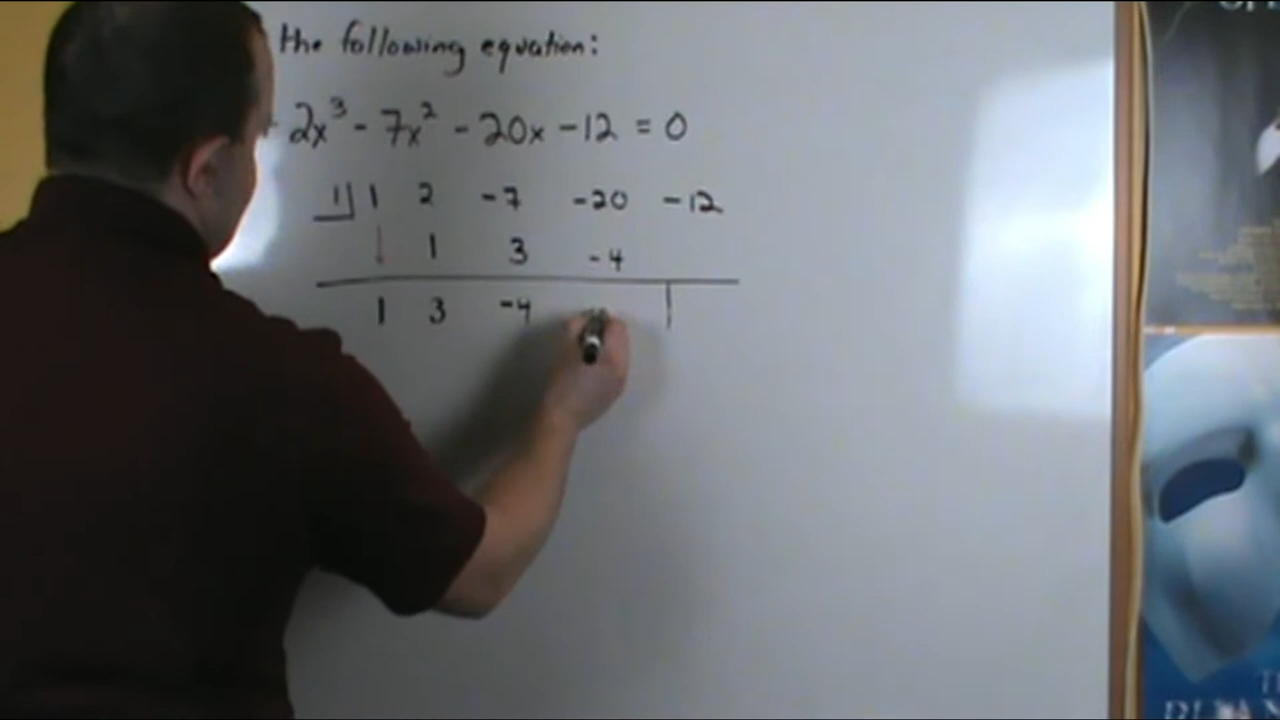 the following equation:
2x³ - 7x² - 20x - 12 = 0
1 1 2 -7 -20 -12
1 3 -4
1 3 -4